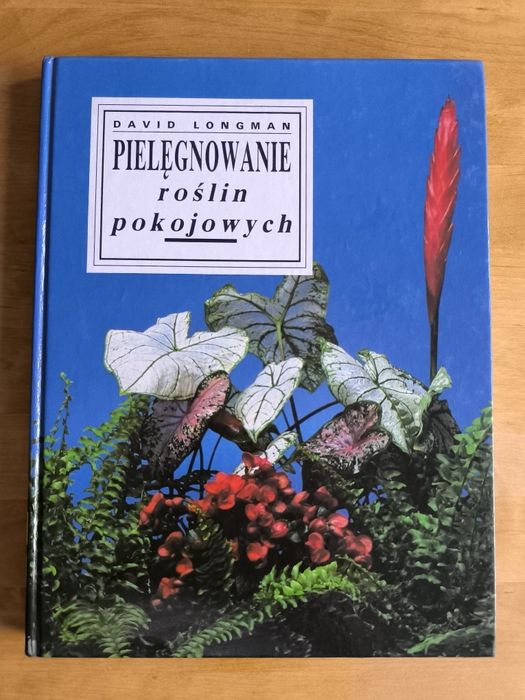 DAVID LONGMAN
PIELĘGNOWANIE
roślin
pokojowych